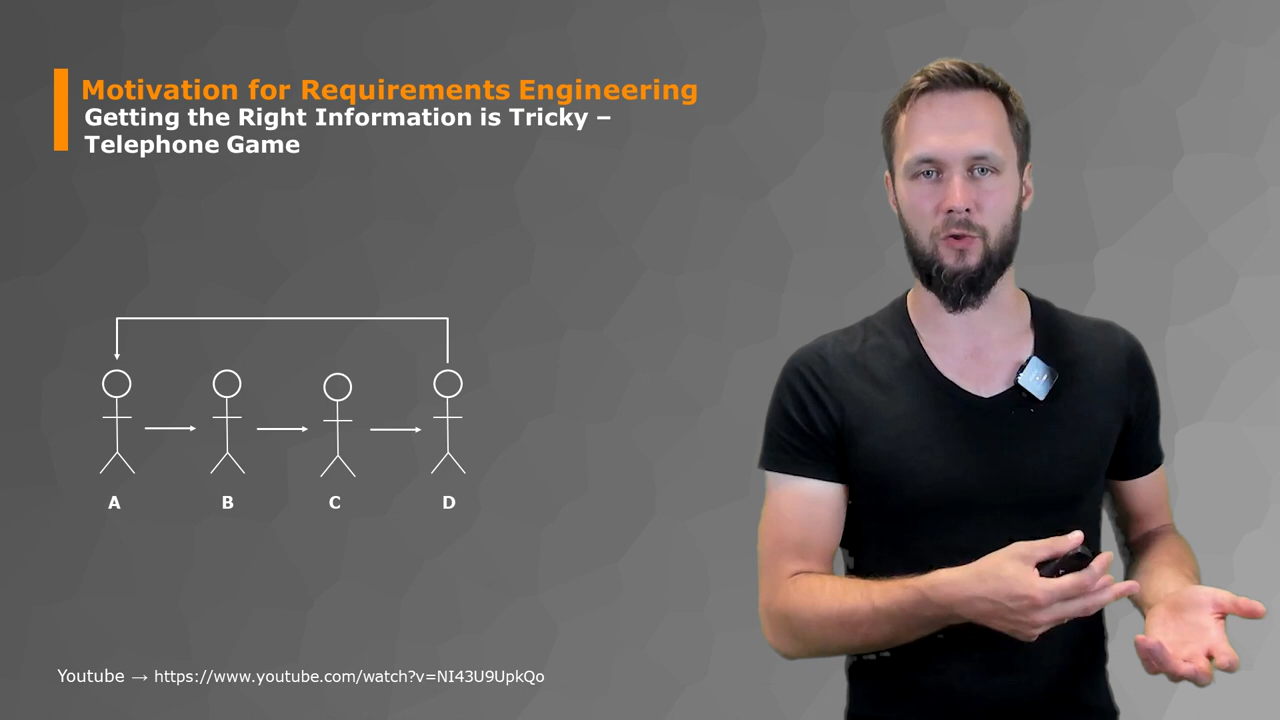 Motivation for Requirements Engineering
Getting the Right Information is Tricky –
Telephone Game
A B C D
Youtube → https://www.youtube.com/watch?v=NI43U9UpkQo